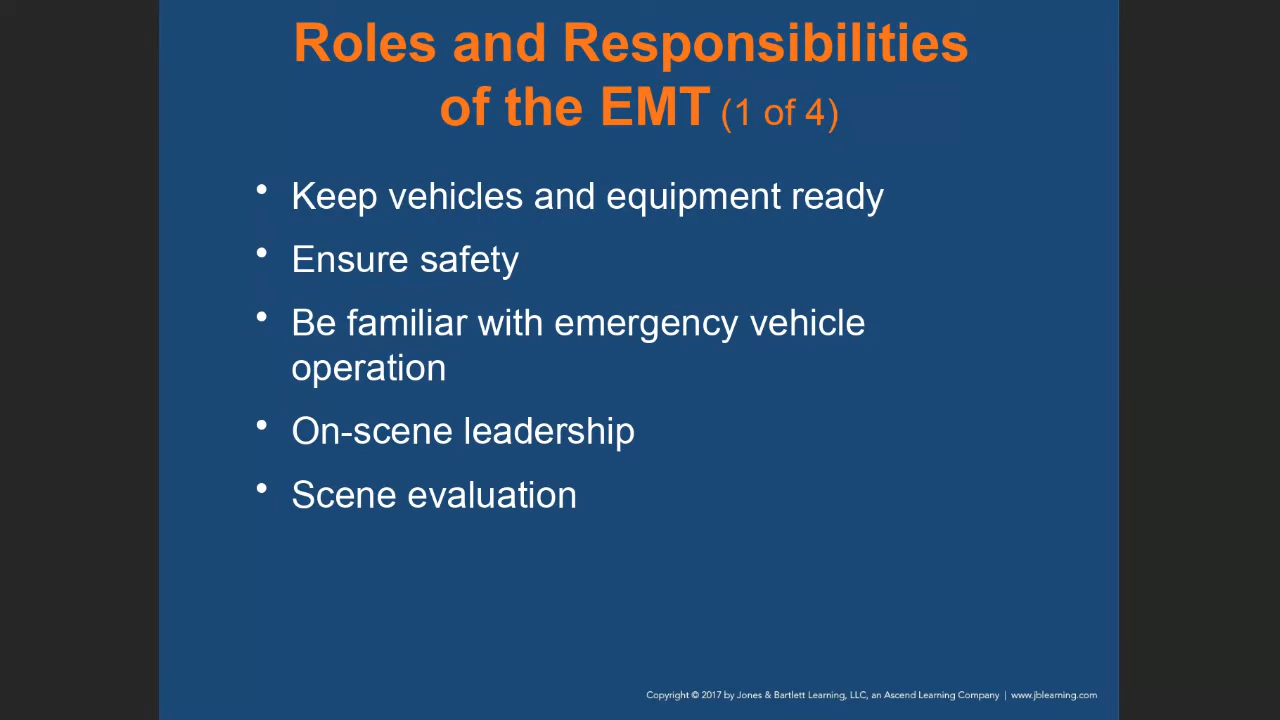 Roles and Responsibilities
of the EMT (1 of 4)
• Keep vehicles and equipment ready
• Ensure safety
• Be familiar with emergency vehicle
operation
• On-scene leadership
• Scene evaluation
Copyright © 2017 by Jones & Bartlett Learning, LLC, an Ascend Learning Company | www.jblearning.com